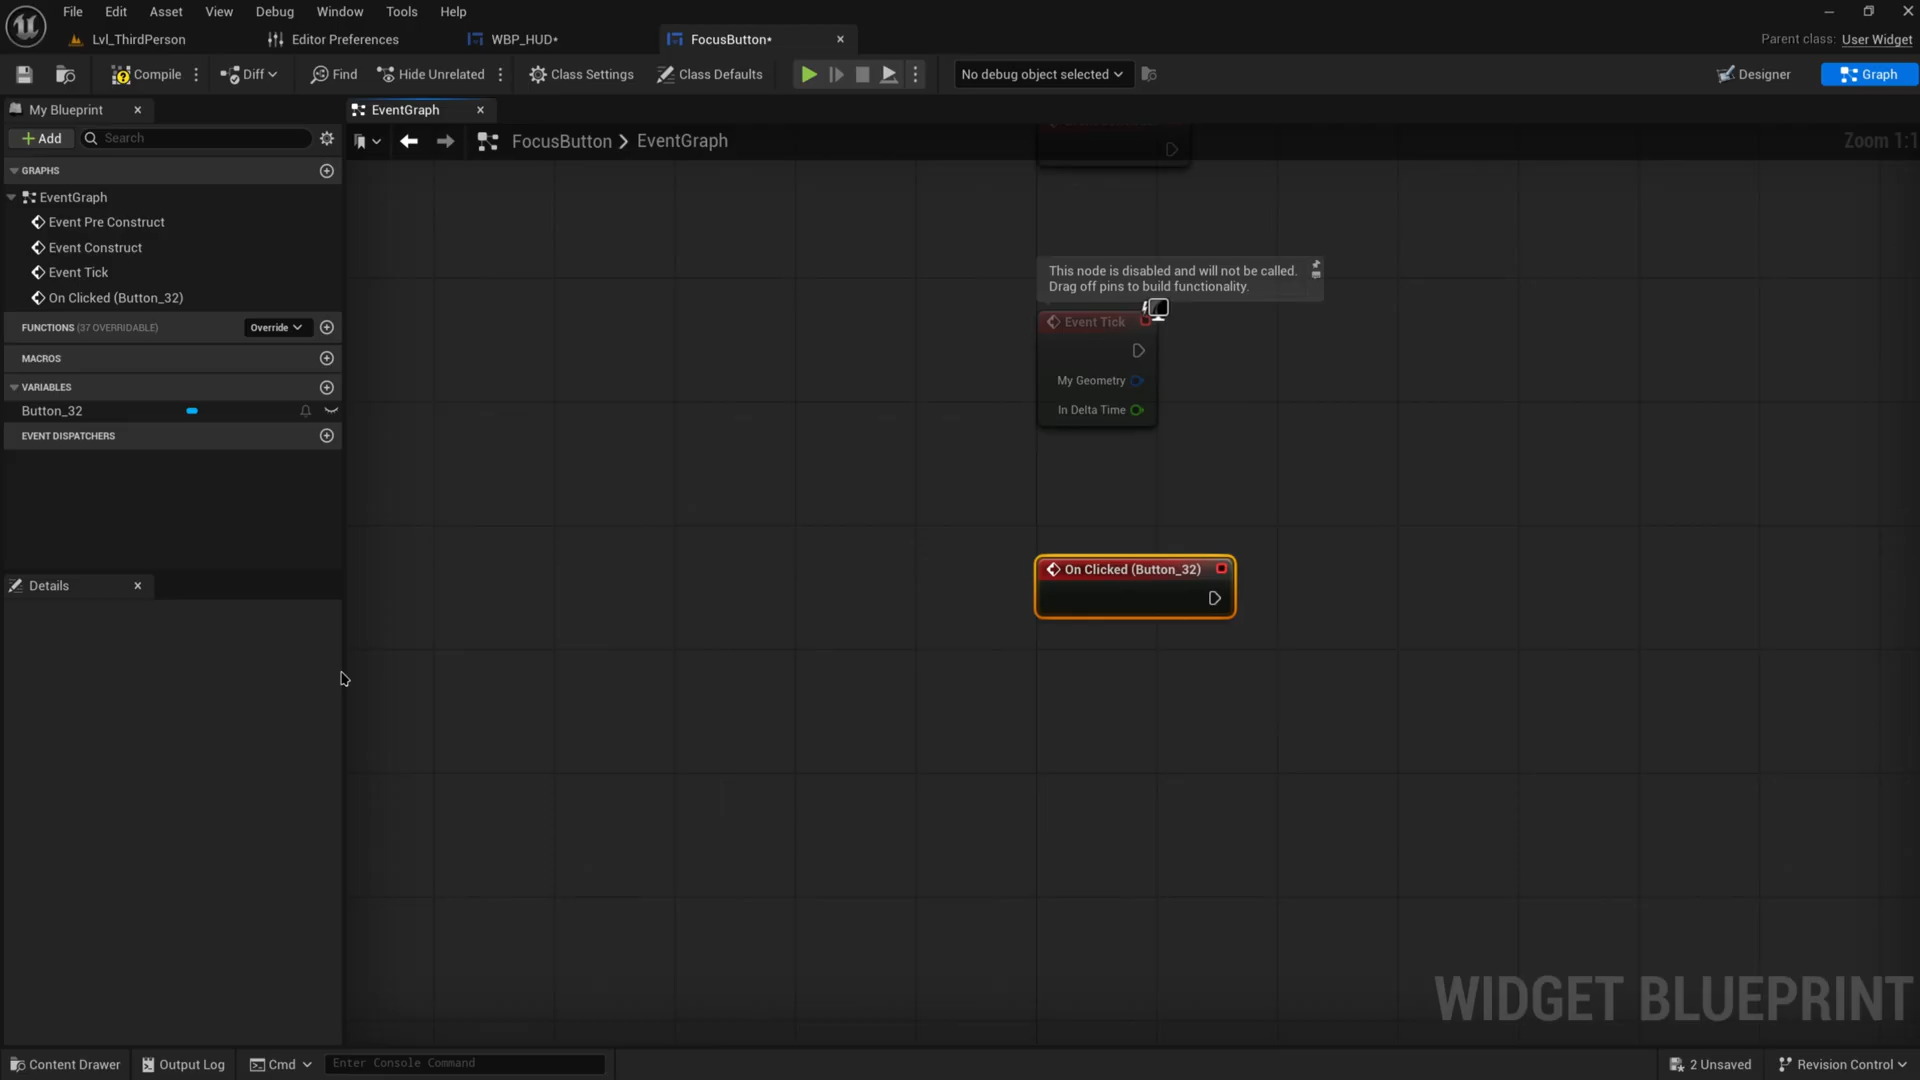 File Edit Asset View Debug Window Tools Help
Lvl_ThirdPerson Editor Preferences WBP_HUD* FocusButton*
Parent class: User Widget
Compile Diff Find Hide Unrelated Class Settings Class Defaults No debug object selected Designer Graph
My Blueprint EventGraph
Add Search
FocusButton > EventGraph
Zoom 1:1
GRAPHS
EventGraph
Event Pre Construct
Event Construct
Event Tick
On Clicked (Button_32)
FUNCTIONS (37 OVERRIDABLE) Override
MACROS
VARIABLES
Button_32
EVENT DISPATCHERS
Details
This node is disabled and will not be called.
Drag off pins to build functionality.
Event Tick
My Geometry
In Delta Time
On Clicked (Button_32)
WIDGET BLUEPRINT
Content Drawer Output Log Cmd Enter Console Command 2 Unsaved Revision Control